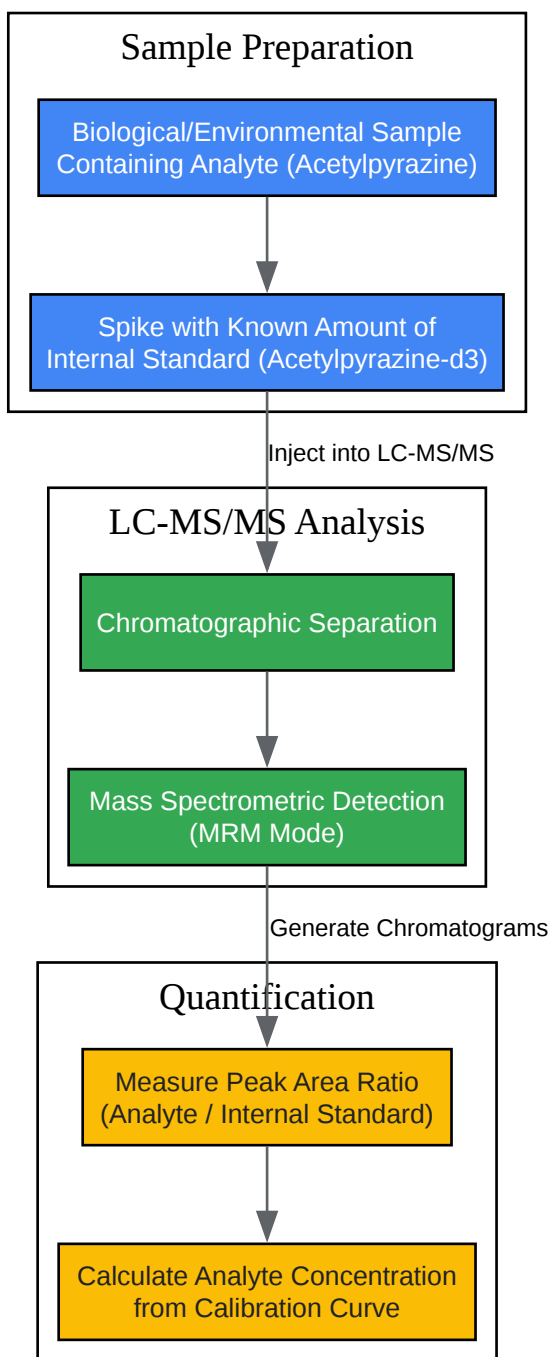 Sample Preparation
Biological/Environmental Sample
Containing Analyte (Acetylpyrazine)
Spike with Known Amount of
Internal Standard (Acetylpyrazine-d3)
Inject into LC-MS/MS
LC-MS/MS Analysis
Chromatographic Separation
Mass Spectrometric Detection
(MRM Mode)
Generate Chromatograms
Quantification
Measure Peak Area Ratio
(Analyte / Internal Standard)
Calculate Analyte Concentration
from Calibration Curve